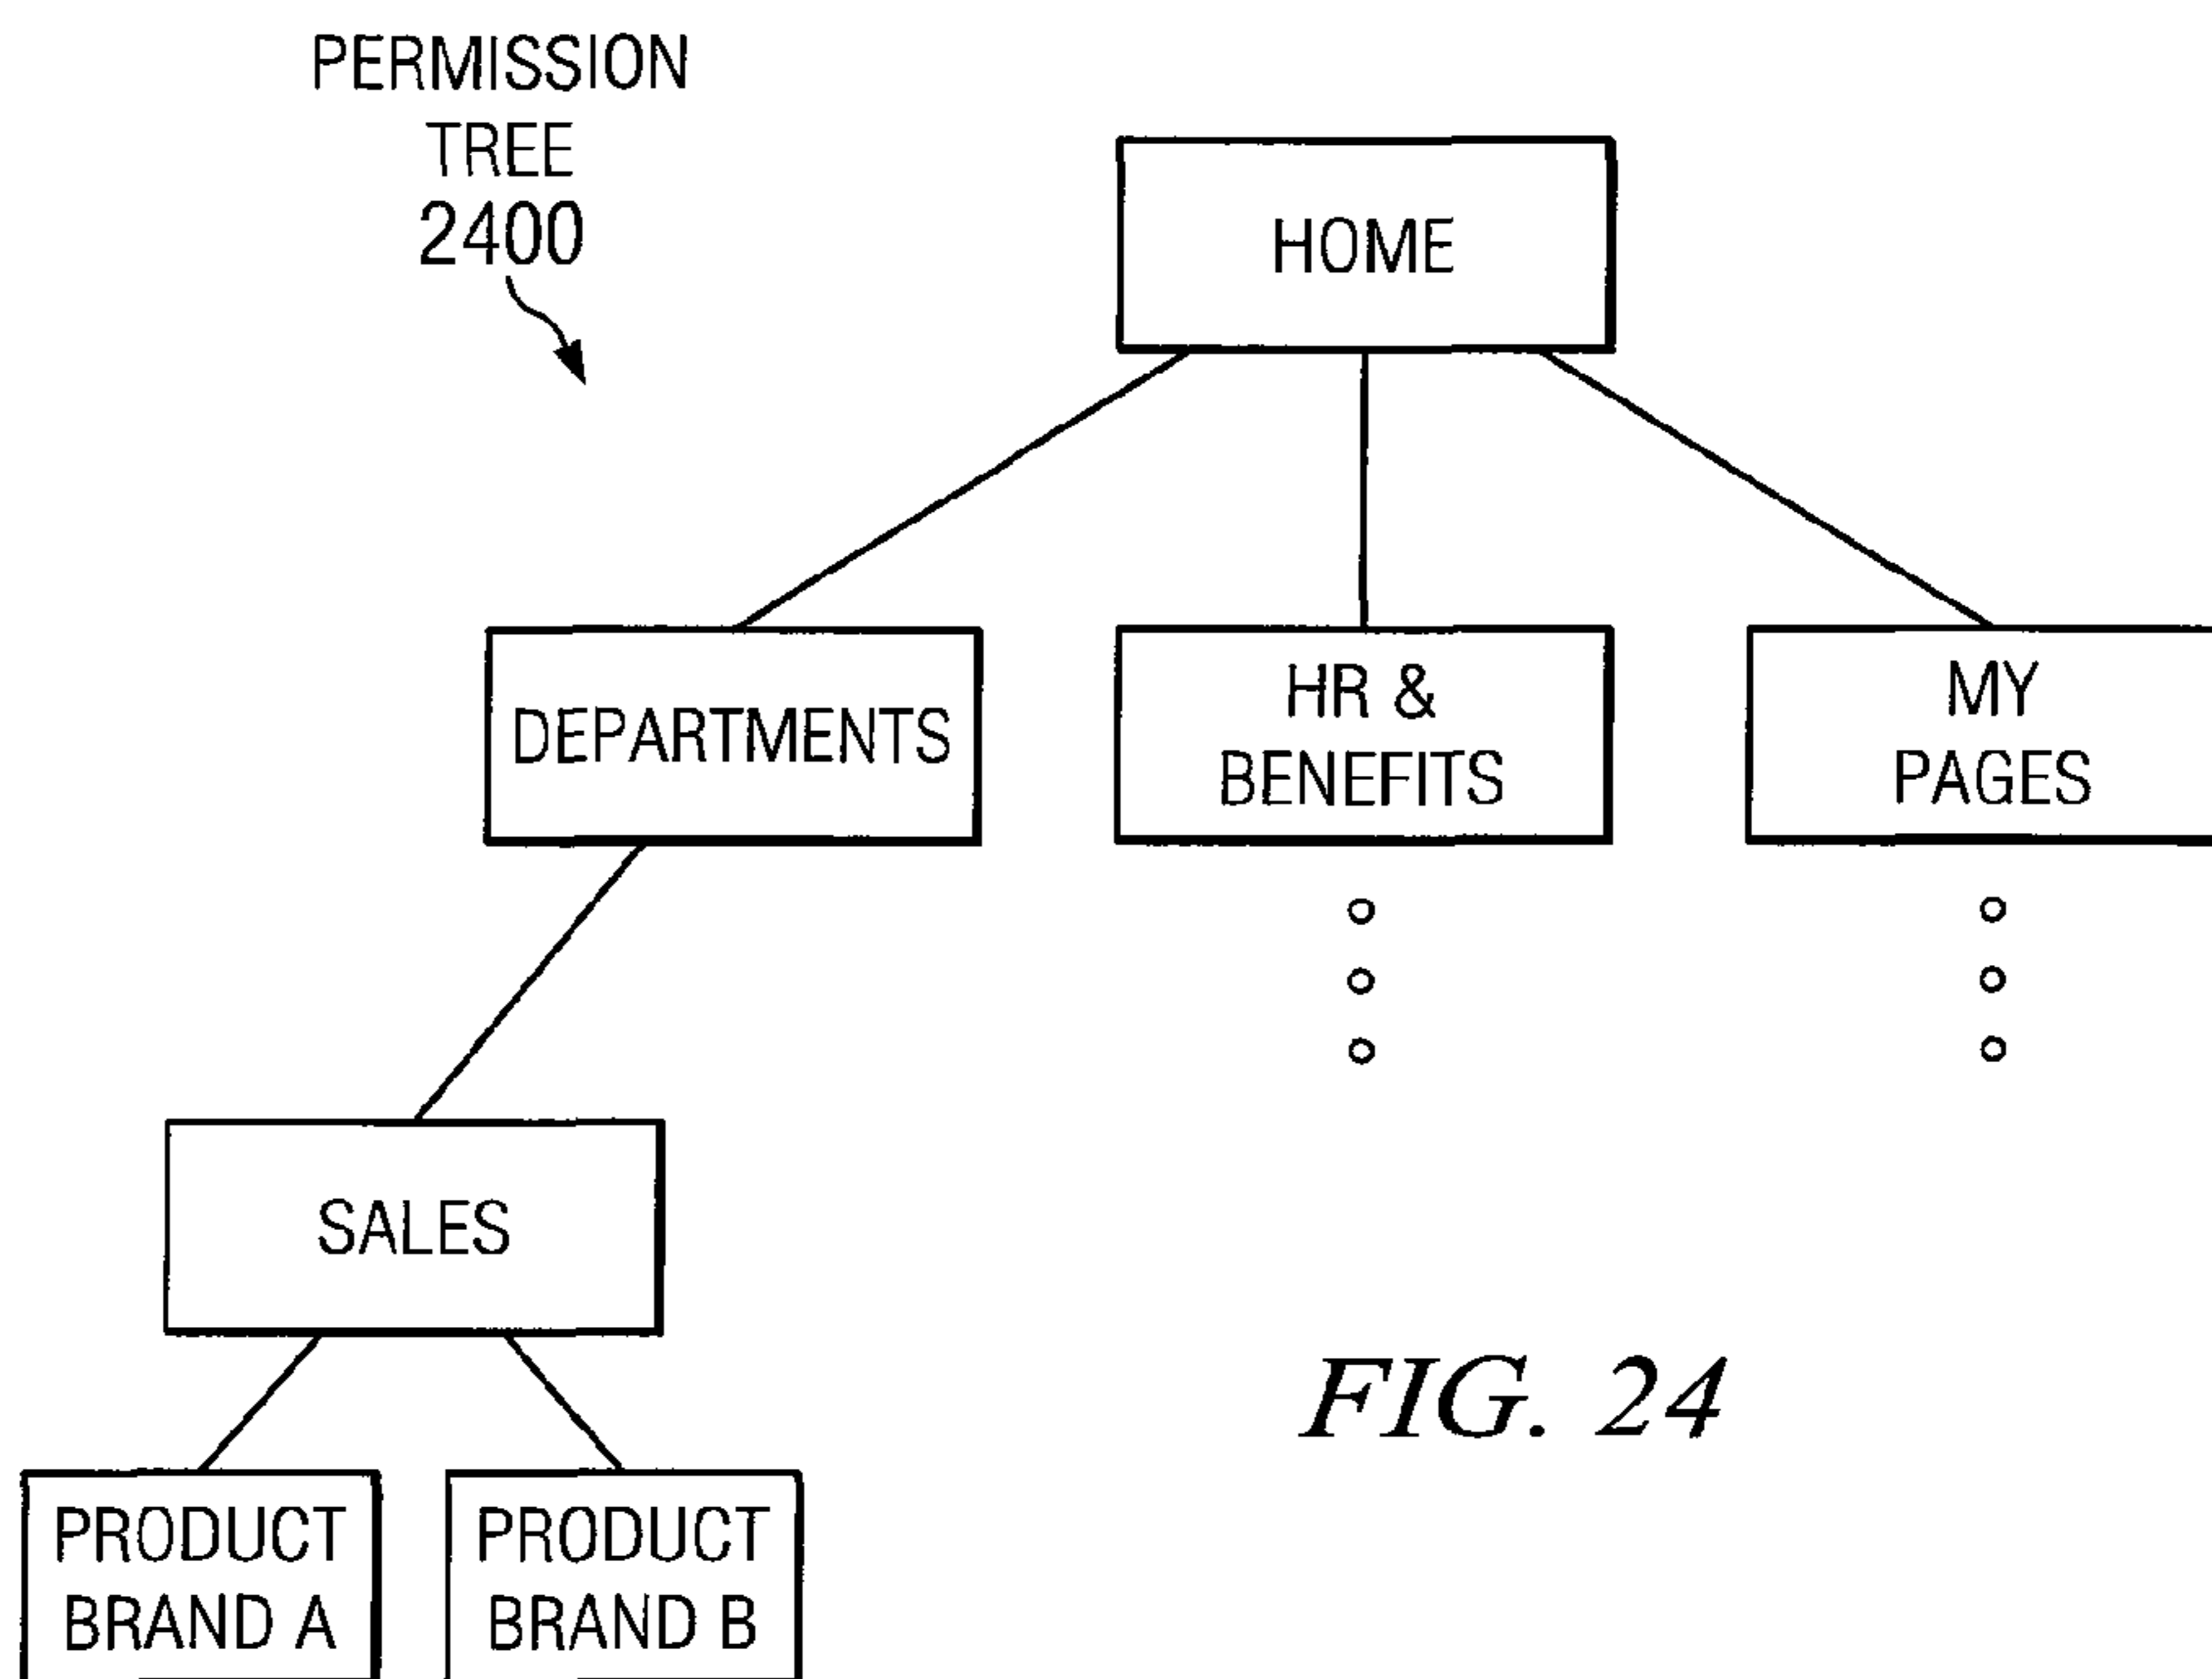 PERMISSION
TREE
2400
HOME
DEPARTMENTS
HR &
BENEFITS
MY
PAGES
SALES
PRODUCT
BRAND A
PRODUCT
BRAND B
FIG. 24